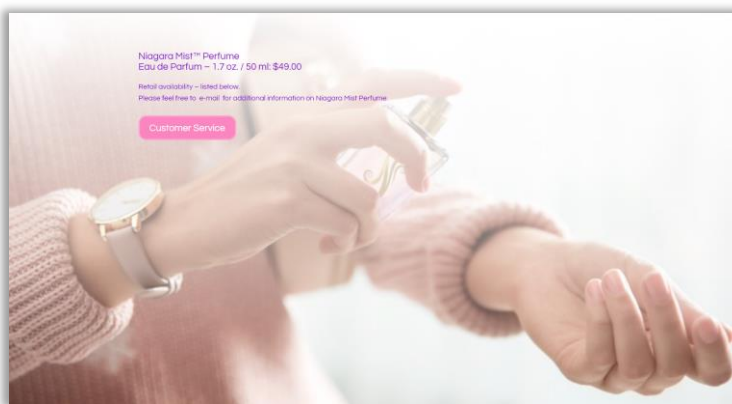 Niagara Mist™ Perfume
Eau de Parfum – 1.7 oz. / 50 ml: $49.00
Retail availability – listed below.
Please feel free to e-mail for additional information on Niagara Mist Perfume
Customer Service